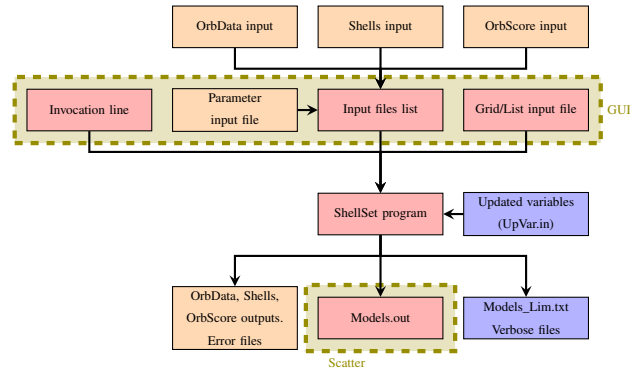 OrbData input
Shells input
OrbScore input
Invocation line
Parameter
input file
Input files list
Grid/List input file
GUI
ShellSet program
Updated variables
(UpVar.in)
OrbData, Shells,
OrbScore outputs.
Error files
Models.out
Models_Lim.txt
Verbose files
Scatter